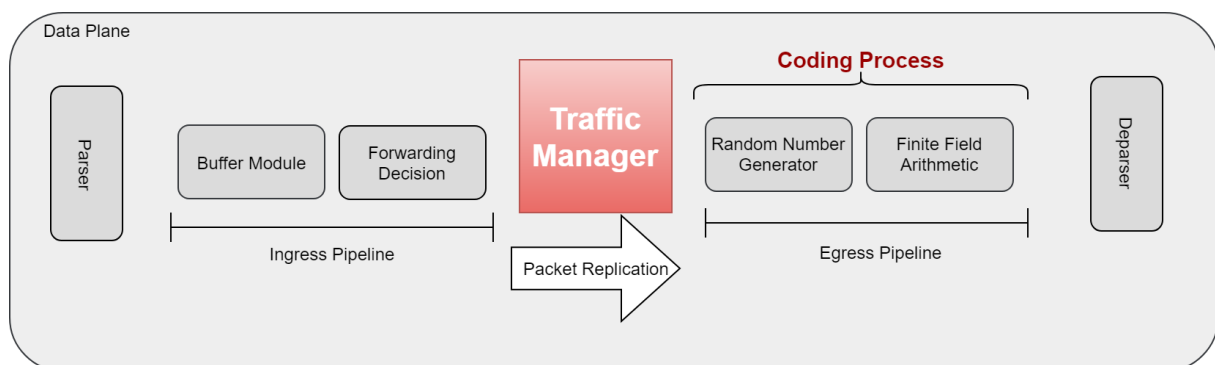 Data Plane
Parser
Buffer Module
Forwarding
Decision
Ingress Pipeline
Traffic
Manager
Packet Replication
Coding Process
Random Number
Generator
Finite Field
Arithmetic
Egress Pipeline
Deparser